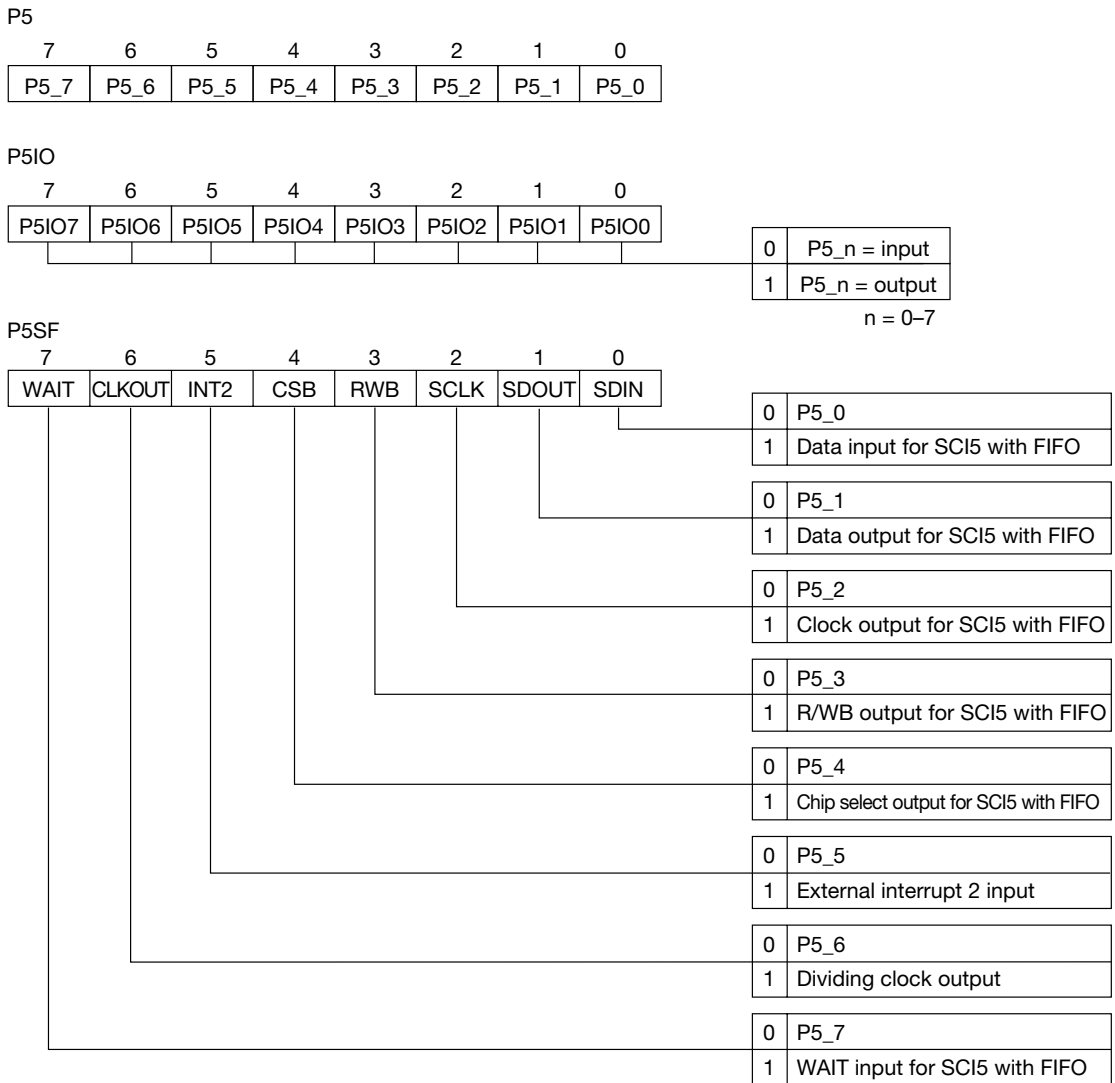 P5
7 6 5 4 3 2 1 0
P5_7 P5_6 P5_5 P5_4 P5_3 P5_2 P5_1 P5_0
P5IO
7 6 5 4 3 2 1 0
P5IO7 P5IO6 P5IO5 P5IO4 P5IO3 P5IO2 P5IO1 P5IO0
0 P5_n = input
1 P5_n = output
n = 0–7
P5SF
7 6 5 4 3 2 1 0
WAIT CLKOUT INT2 CSB RWB SCLK SDOUT SDIN
0 P5_0
1 Data input for SCI5 with FIFO
0 P5_1
1 Data output for SCI5 with FIFO
0 P5_2
1 Clock output for SCI5 with FIFO
0 P5_3
1 R/WB output for SCI5 with FIFO
0 P5_4
1 Chip select output for SCI5 with FIFO
0 P5_5
1 External interrupt 2 input
0 P5_6
1 Dividing clock output
0 P5_7
1 WAIT input for SCI5 with FIFO